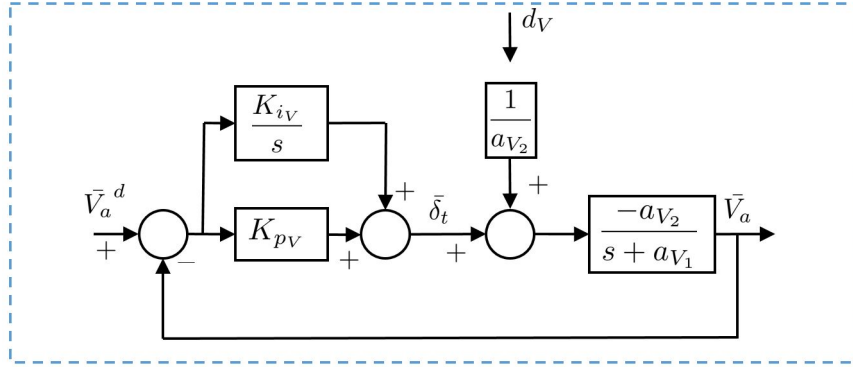 d_V
K_{i_V}
s
1
a_{V_2}
V̄_a^d
+
−
K_{p_V}
+
+
δ̄_t
+
+
−a_{V_2}
s + a_{V_1}
V̄_a